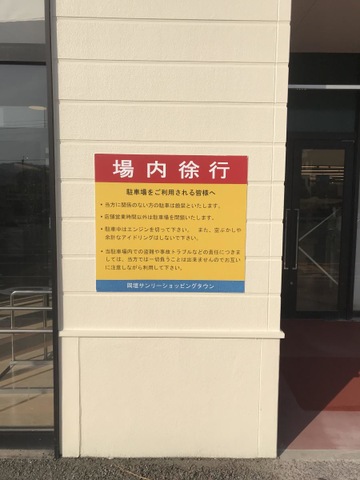 場内徐行
駐車場をご利用される皆様へ
•当方に関係のない方の駐車は絶対といたします。
•店舗営業時間以外は駐車場を閉鎖いたします。
•駐車中はエンジンを切って下さい。また、空ぶかしや
余計なアイドリングはしないで下さい。
•当駐車場内での盗難や車輌トラブルなどの責任につきま
しては、当方では一切負うことは出来ませんのでお互い
に注意しながら利用して下さい。
岡垣サンリーショッピングタウン